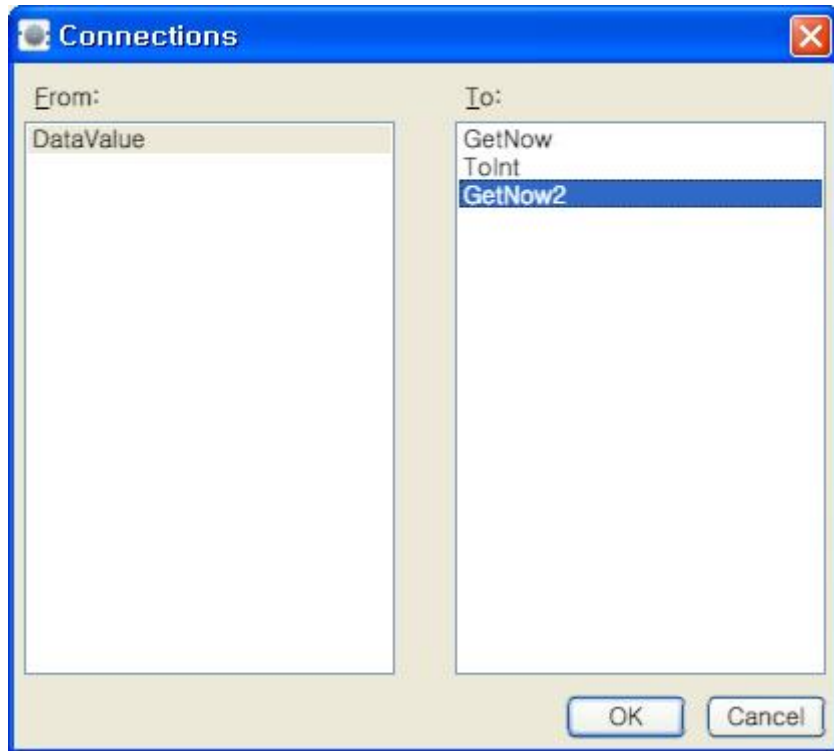 Connections
From:
DataValue
To:
GetNow
ToInt
GetNow2
OK
Cancel